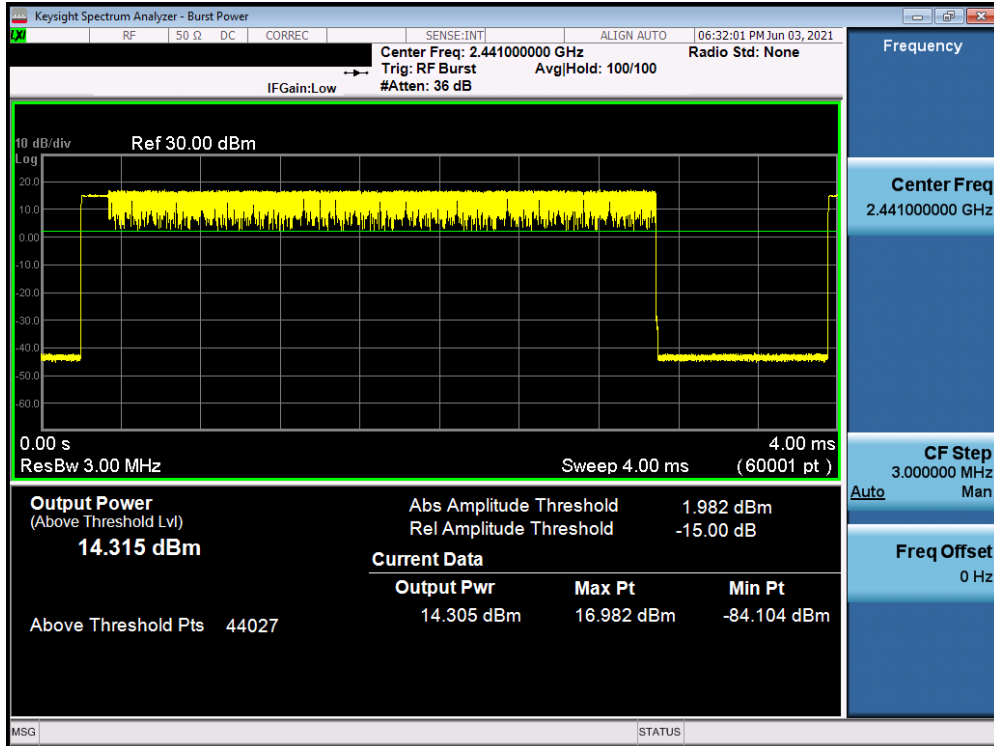 Keysight Spectrum Analyzer - Burst Power
LXI RF 50 Ω DC CORREC SENSE:INT ALIGN AUTO 06:32:01 PM Jun 03, 2021
Center Freq: 2.441000000 GHz Radio Std: None
Trig: RF Burst Avg|Hold: 100/100
IFGain:Low #Atten: 36 dB
Frequency
10 dB/div Ref 30.00 dBm
Log
20.0
10.0
0.00
-10.0
-20.0
-30.0
-40.0
-50.0
-60.0
0.00 s 4.00 ms
ResBw 3.00 MHz Sweep 4.00 ms (60001 pt)
Output Power
(Above Threshold Lvl)
14.315 dBm
Above Threshold Pts 44027
Abs Amplitude Threshold 1.982 dBm
Rel Amplitude Threshold -15.00 dB
Current Data
Output Pwr Max Pt Min Pt
14.305 dBm 16.982 dBm -84.104 dBm
Center Freq
2.441000000 GHz
CF Step
3.000000 MHz
Auto Man
Freq Offset
0 Hz
MSG STATUS